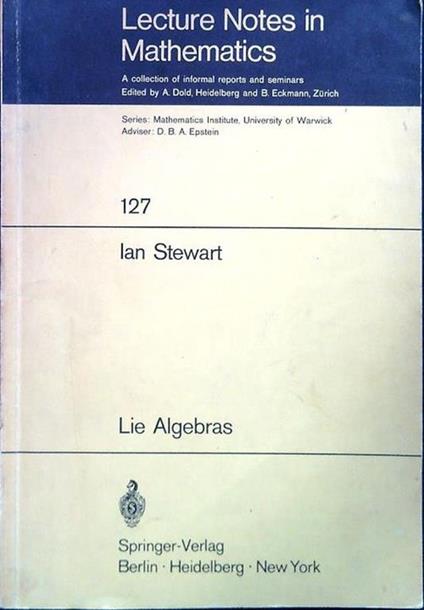 Lecture Notes in
Mathematics
A collection of informal reports and seminars
Edited by A. Dold, Heidelberg and B. Eckmann, Zürich
Series: Mathematics Institute, University of Warwick
Adviser: D. B. A. Epstein
127
Ian Stewart
Lie Algebras
Springer-Verlag
Berlin · Heidelberg · New York